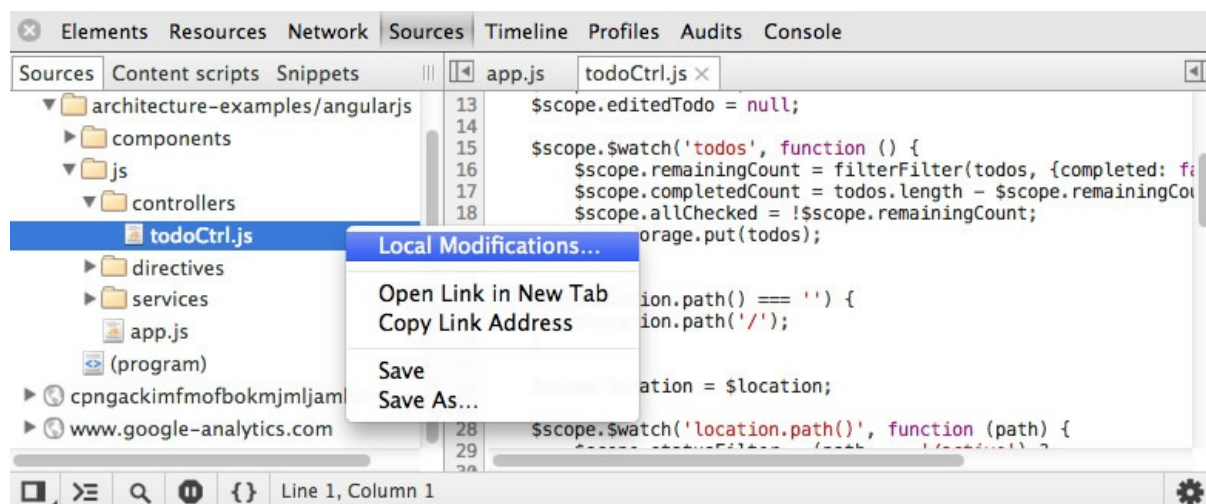 Elements Resources Network Sources Timeline Profiles Audits Console
Sources Content scripts Snippets
architecture-examples/angularjs
components
js
controllers
todoCtrl.js
directives
services
app.js
(program)
cpngackimfmofbokmjmljam
www.google-analytics.com
Local Modifications...
Open Link in New Tab
Copy Link Address
Save
Save As...
app.js todoCtrl.js
13 $scope.editedTodo = null;
14
15 $scope.$watch('todos', function () {
16 $scope.remainingCount = filterFilter(todos, {completed: fa
17 $scope.completedCount = todos.length - $scope.remainingCou
18 $scope.allChecked = !$scope.remainingCount;
orage.put(todos);
ion.path() === '') {
ion.path('/');
ation = $location;
28 $scope.$watch('location.path()', function (path) {
29
Line 1, Column 1